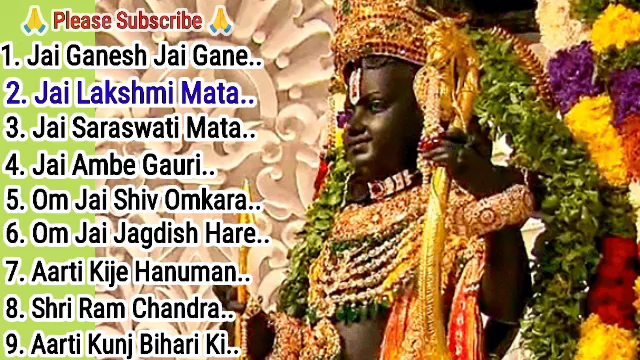 🙏 Please Subscribe 🙏
1. Jai Ganesh Jai Gane..
2. Jai Lakshmi Mata..
3. Jai Saraswati Mata..
4. Jai Ambe Gauri..
5. Om Jai Shiv Omkara..
6. Om Jai Jagdish Hare..
7. Aarti Kije Hanuman..
8. Shri Ram Chandra..
9. Aarti Kunj Bihari Ki..